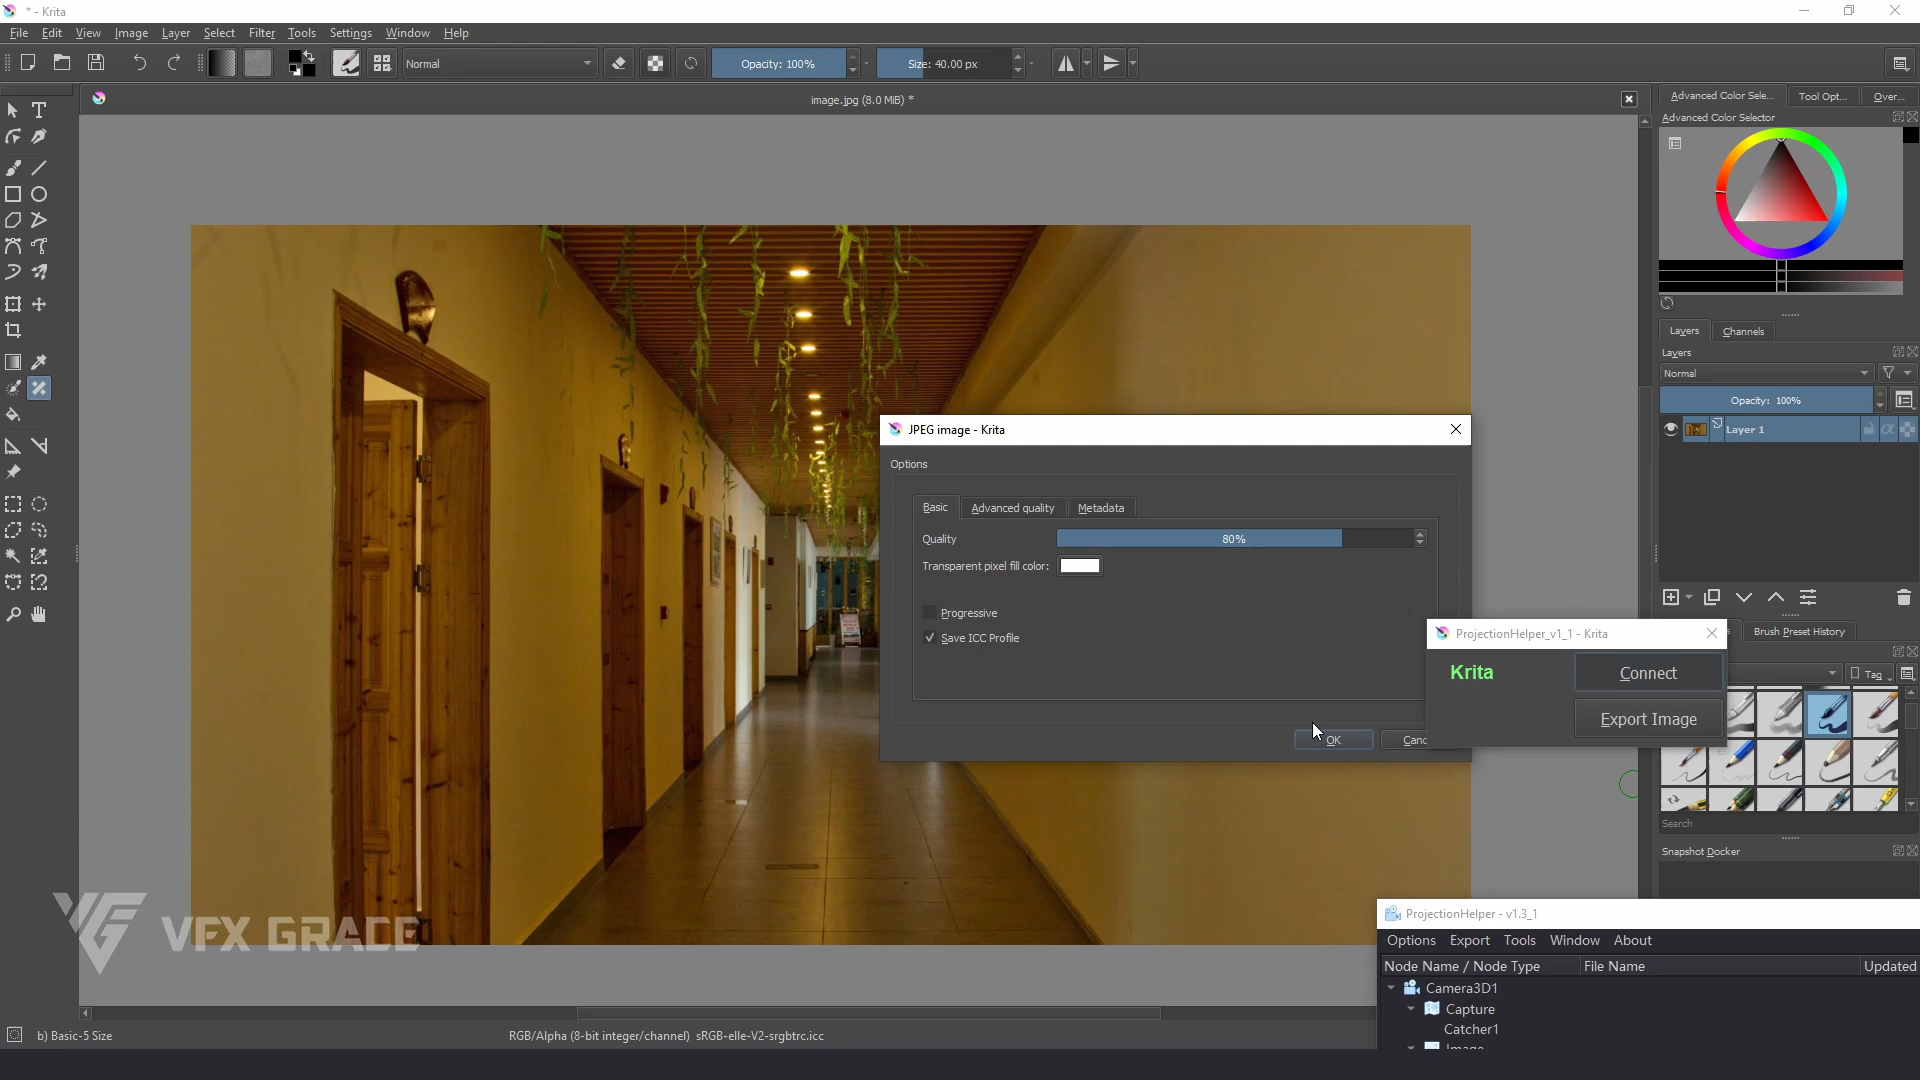 * - Krita
File Edit View Image Layer Select Filter Tools Settings Window Help
Normal
Opacity: 100%
Size: 40.00 px
image.jpg (8.0 MiB) *
Advanced Color Sele... Tool Opt... Over...
Advanced Color Selector
Layers Channels
Layers
Normal
Opacity: 100%
Layer 1
JPEG image - Krita
Options
Basic Advanced quality Metadata
Quality 80%
Transparent pixel fill color:
Progressive
Save ICC Profile
OK Canc
ProjectionHelper_v1_1 - Krita
Krita Connect
Export Image
Brush Preset History
Tag
Search
Snapshot Docker
VFX GRACE
ProjectionHelper - v1.3_1
Options Export Tools Window About
Node Name / Node Type File Name Updated
Camera3D1
Capture
Catcher1
Image
b) Basic-5 Size
RGB/Alpha (8-bit integer/channel) sRGB-elle-V2-srgbtrc.icc